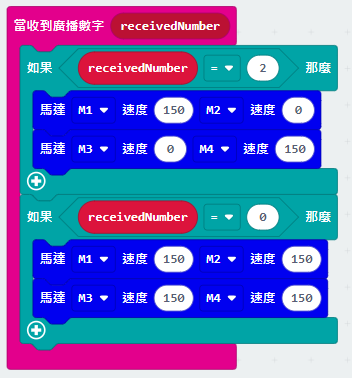 當收到廣播數字 receivedNumber
如果 receivedNumber = 2 那麼
馬達 M1 速度 150 M2 速度 0
馬達 M3 速度 0 M4 速度 150
如果 receivedNumber = 0 那麼
馬達 M1 速度 150 M2 速度 150
馬達 M3 速度 150 M4 速度 150